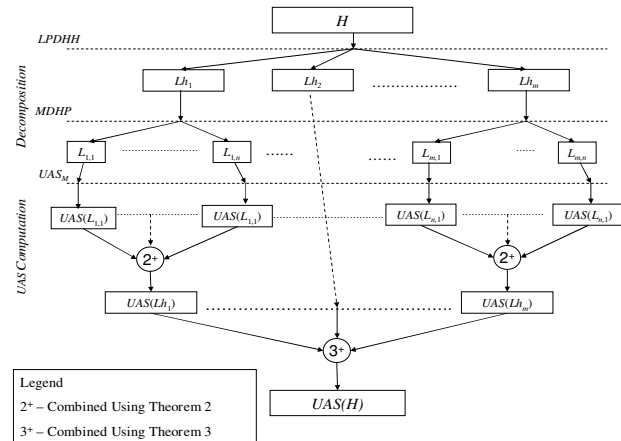 H
LPDHH
Lh1 Lh2 Lhm
Decomposition
MDHP
L1,1 L1,n Lm,1 Lm,n
UASM
UAS(L1,1) UAS(L1,1) UAS(Ln,1) UAS(Ln,1)
UAS Computation
2+ 2+
UAS(Lh1) UAS(Lhm)
3+
UAS(H)
Legend
2+ – Combined Using Theorem 2
3+ – Combined Using Theorem 3